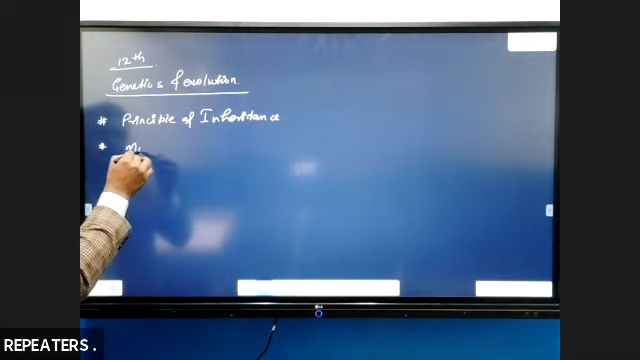 12th
Genetics & evolution.
# Principle of Inheritance
*
REPEATERS.